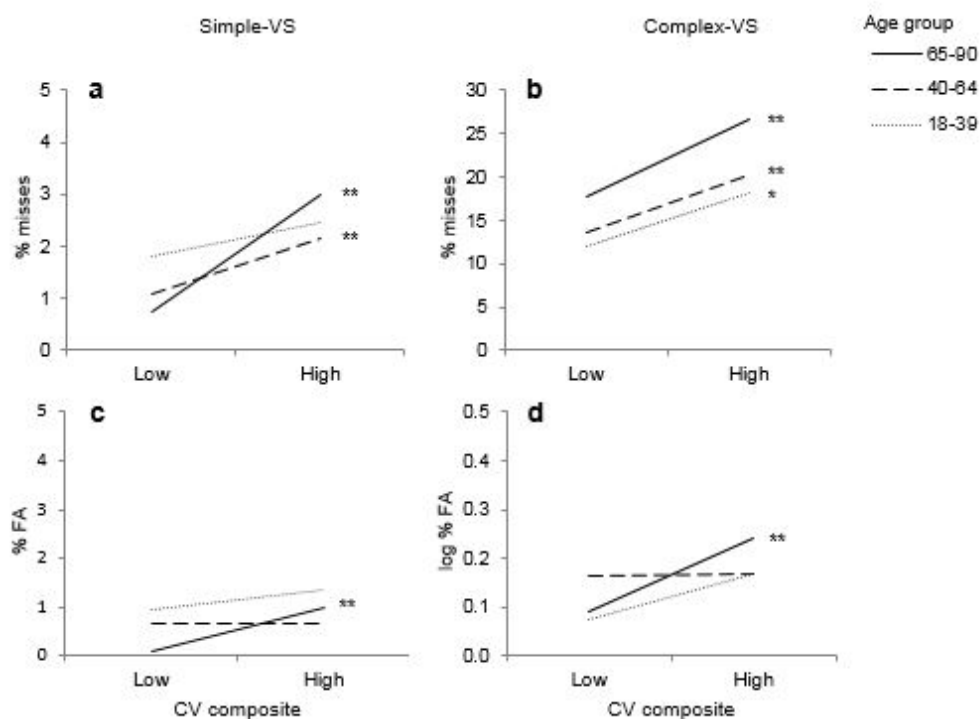 Simple-VS
Complex-VS
Age group
65-90
40-64
18-39
a
% misses
5
4
3
2
1
0
**
**
Low
High
b
% misses
30
25
20
15
10
5
0
**
**
*
Low
High
c
% FA
5
4
3
2
1
0
**
Low
High
CV composite
d
log % FA
0.5
0.4
0.3
0.2
0.1
0.0
**
Low
High
CV composite